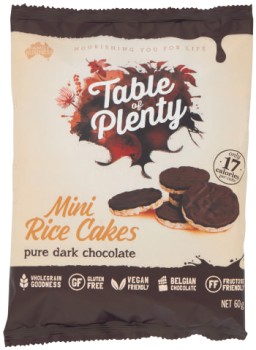 NOURISHING YOU FOR LIFE
Table
of
Plenty
only
17
calories
per cake
Mini
Rice Cakes
pure dark chocolate
WHOLEGRAIN
GOODNESS
GF
GLUTEN
FREE
VEGAN
FRIENDLY
BELGIAN
CHOCOLATE
FF
FRUCTOSE
FRIENDLY
NET 60g